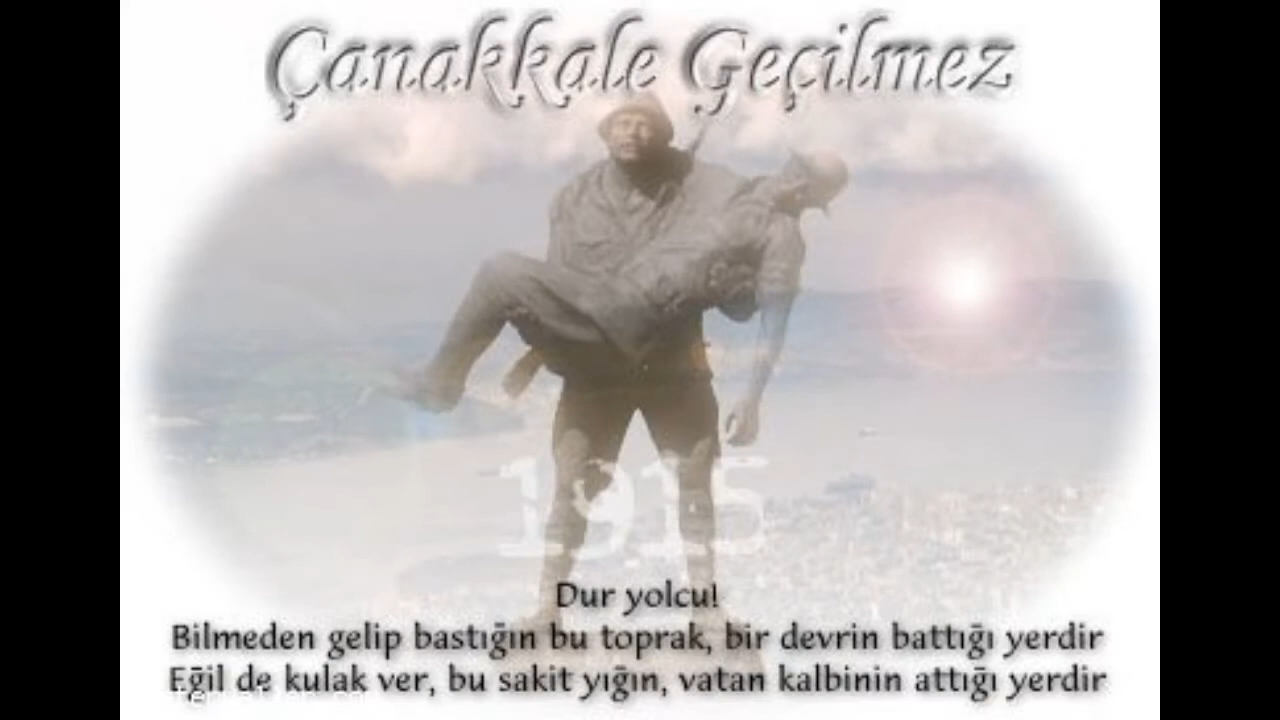 Çanakkale Geçilmez
1915
Dur yolcu!
Bilmeden gelip bastığın bu toprak, bir devrin battığı yerdir
Eğil de kulak ver, bu sakit yığın, vatan kalbinin attığı yerdir